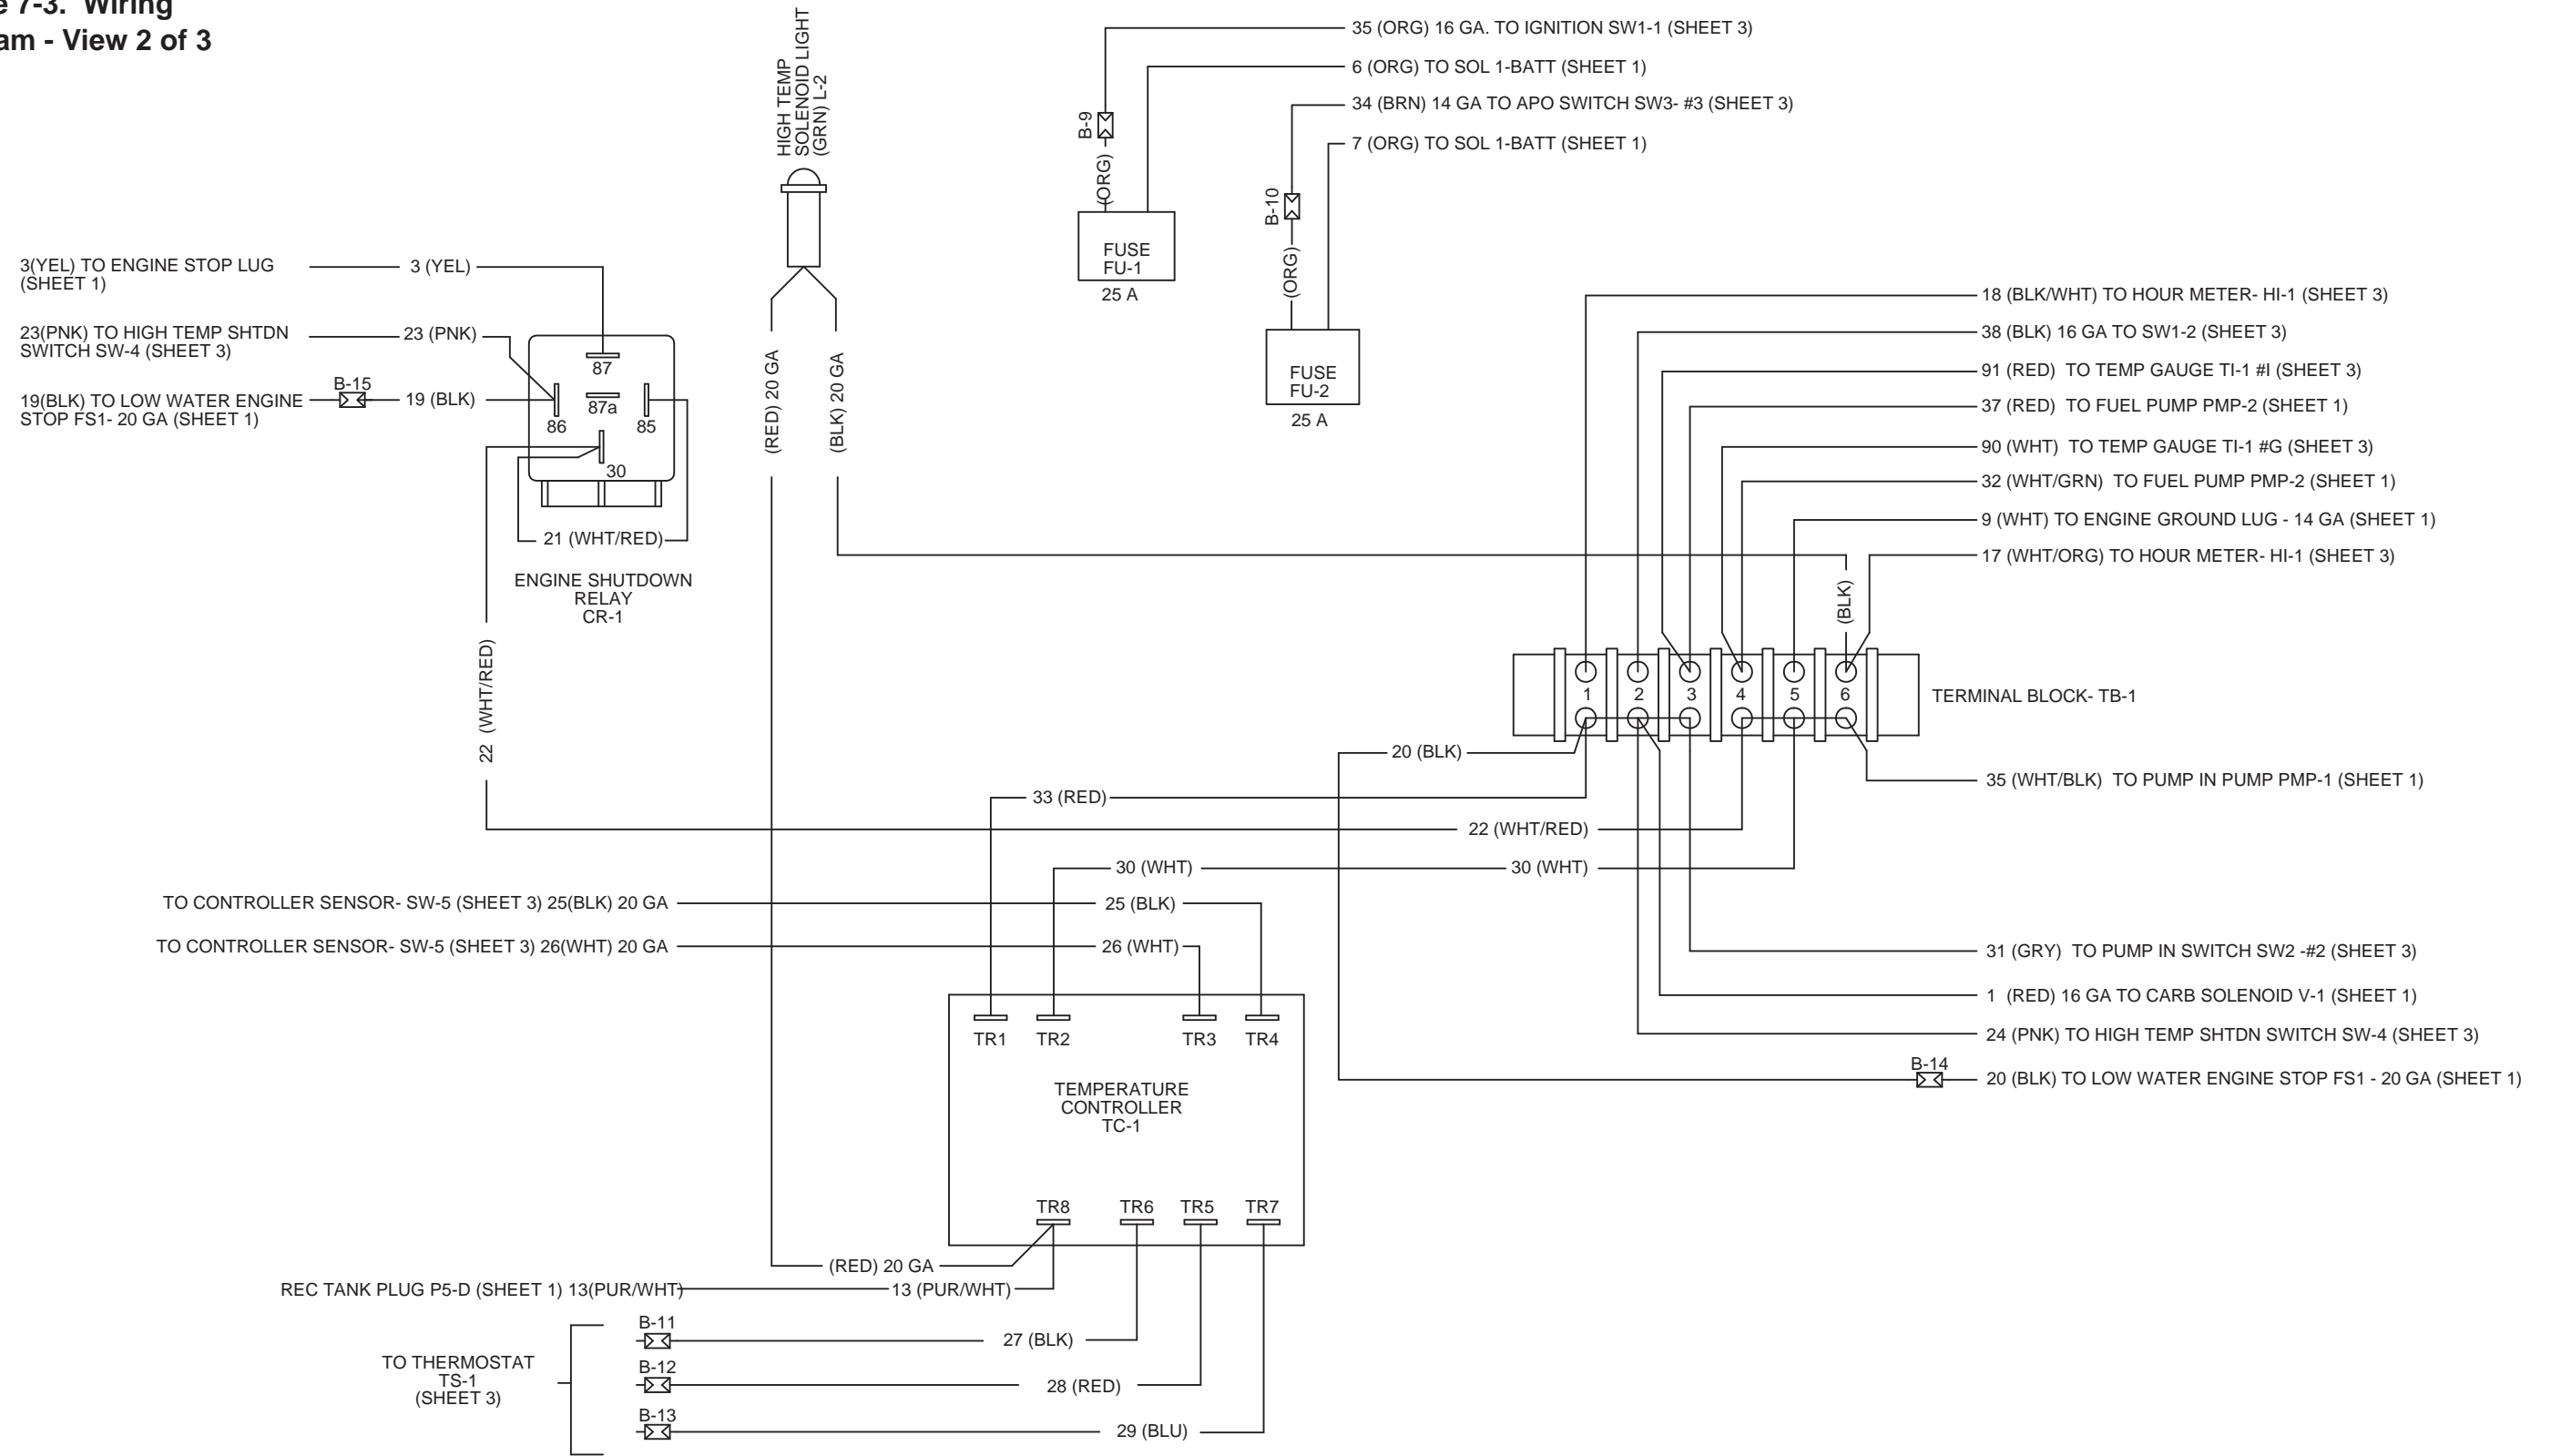 e 7-3. Wiring
am - View 2 of 3
HIGH TEMP
SOLENOID LIGHT
(GRN) L-2
35 (ORG) 16 GA. TO IGNITION SW1-1 (SHEET 3)
6 (ORG) TO SOL 1-BATT (SHEET 1)
34 (BRN) 14 GA TO APO SWITCH SW3- #3 (SHEET 3)
7 (ORG) TO SOL 1-BATT (SHEET 1)
B-9
(ORG)
B-10
(ORG)
FUSE
FU-1
25 A
FUSE
FU-2
25 A
3(YEL) TO ENGINE STOP LUG
(SHEET 1)
3 (YEL)
23(PNK) TO HIGH TEMP SHTDN
SWITCH SW-4 (SHEET 3)
23 (PNK)
19(BLK) TO LOW WATER ENGINE
STOP FS1- 20 GA (SHEET 1)
B-15
19 (BLK)
87
87a
86
85
30
21 (WHT/RED)
ENGINE SHUTDOWN
RELAY
CR-1
22 (WHT/RED)
(RED) 20 GA
(BLK) 20 GA
18 (BLK/WHT) TO HOUR METER- HI-1 (SHEET 3)
38 (BLK) 16 GA TO SW1-2 (SHEET 3)
91 (RED) TO TEMP GAUGE TI-1 #I (SHEET 3)
37 (RED) TO FUEL PUMP PMP-2 (SHEET 1)
90 (WHT) TO TEMP GAUGE TI-1 #G (SHEET 3)
32 (WHT/GRN) TO FUEL PUMP PMP-2 (SHEET 1)
9 (WHT) TO ENGINE GROUND LUG - 14 GA (SHEET 1)
17 (WHT/ORG) TO HOUR METER- HI-1 (SHEET 3)
(BLK)
1 2 3 4 5 6
TERMINAL BLOCK- TB-1
20 (BLK)
35 (WHT/BLK) TO PUMP IN PUMP PMP-1 (SHEET 1)
33 (RED)
22 (WHT/RED)
30 (WHT)
30 (WHT)
TO CONTROLLER SENSOR- SW-5 (SHEET 3) 25(BLK) 20 GA
25 (BLK)
TO CONTROLLER SENSOR- SW-5 (SHEET 3) 26(WHT) 20 GA
26 (WHT)
31 (GRY) TO PUMP IN SWITCH SW2 -#2 (SHEET 3)
1 (RED) 16 GA TO CARB SOLENOID V-1 (SHEET 1)
24 (PNK) TO HIGH TEMP SHTDN SWITCH SW-4 (SHEET 3)
B-14
20 (BLK) TO LOW WATER ENGINE STOP FS1 - 20 GA (SHEET 1)
TR1 TR2 TR3 TR4
TEMPERATURE
CONTROLLER
TC-1
TR8 TR6 TR5 TR7
(RED) 20 GA
REC TANK PLUG P5-D (SHEET 1) 13(PUR/WHT)
13 (PUR/WHT)
B-11
27 (BLK)
TO THERMOSTAT
TS-1
(SHEET 3)
B-12
28 (RED)
B-13
29 (BLU)